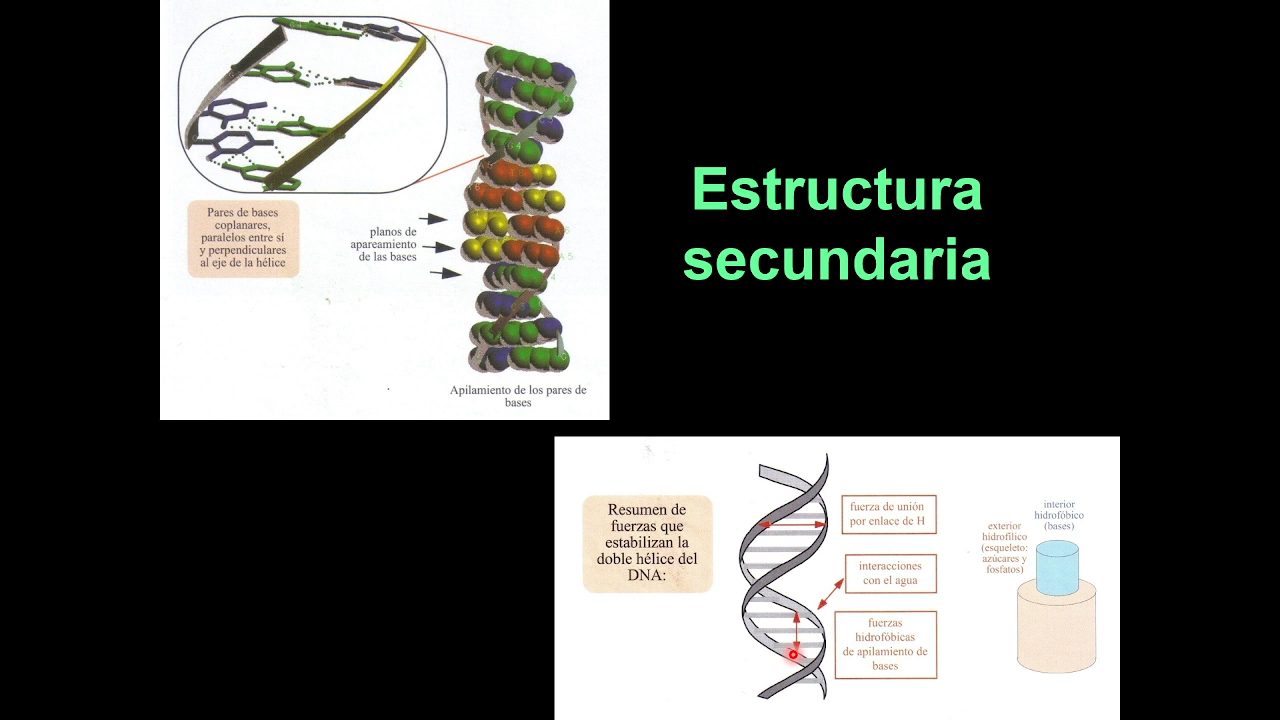 Estructura
secundaria
Pares de bases
coplanares,
paralelos entre sí
y perpendiculares
al eje de la hélice
planos de
apareamiento
de las bases
Apilamiento de los pares de
bases
Resumen de
fuerzas que
estabilizan la
doble hélice del
DNA:
fuerza de unión
por enlace de H
interacciones
con el agua
fuerzas
hidrofóbicas
de apilamiento de
bases
interior
hidrofóbico
(bases)
exterior
hidrofílico
(esqueleto:
azúcares y
fosfatos)